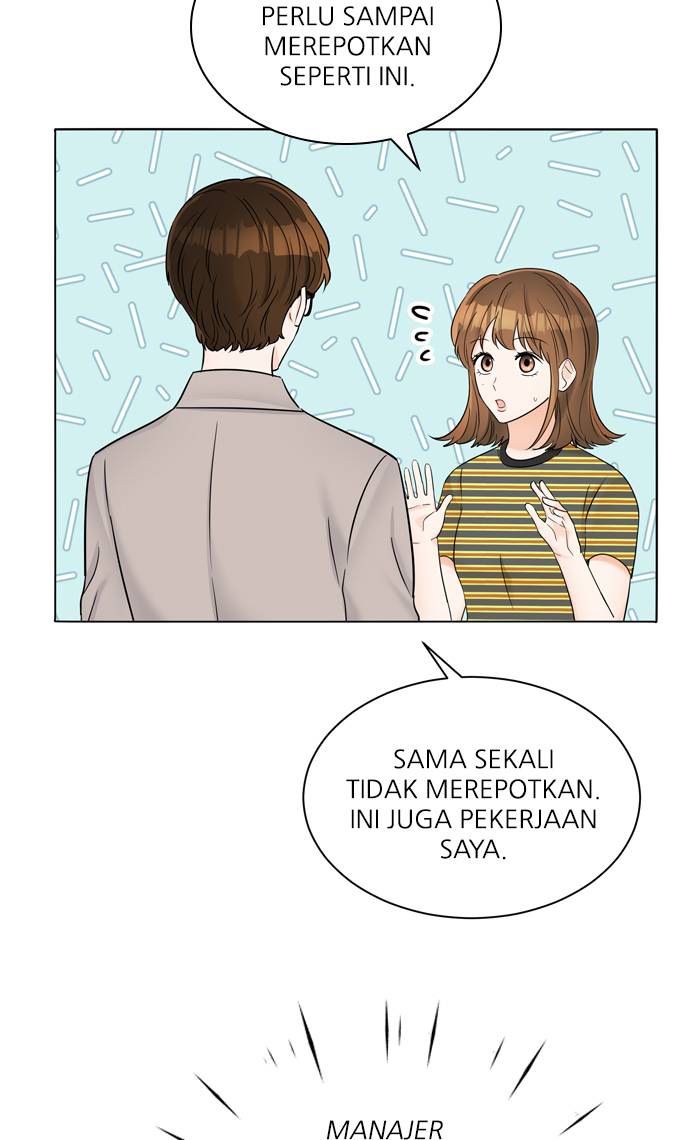 PERLU SAMPAI
MEREPOTKAN
SEPERTI INI.
SAMA SEKALI
TIDAK MEREPOTKAN.
INI JUGA PEKERJAAN
SAYA.
MANAJER